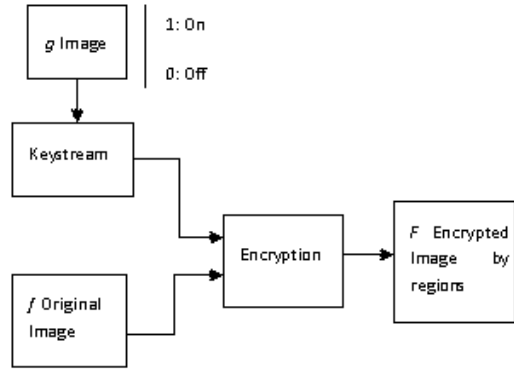 g Image
1: On
0: Off
Keystream
Encryption
F Encrypted
Image by
regions
f Original
Image